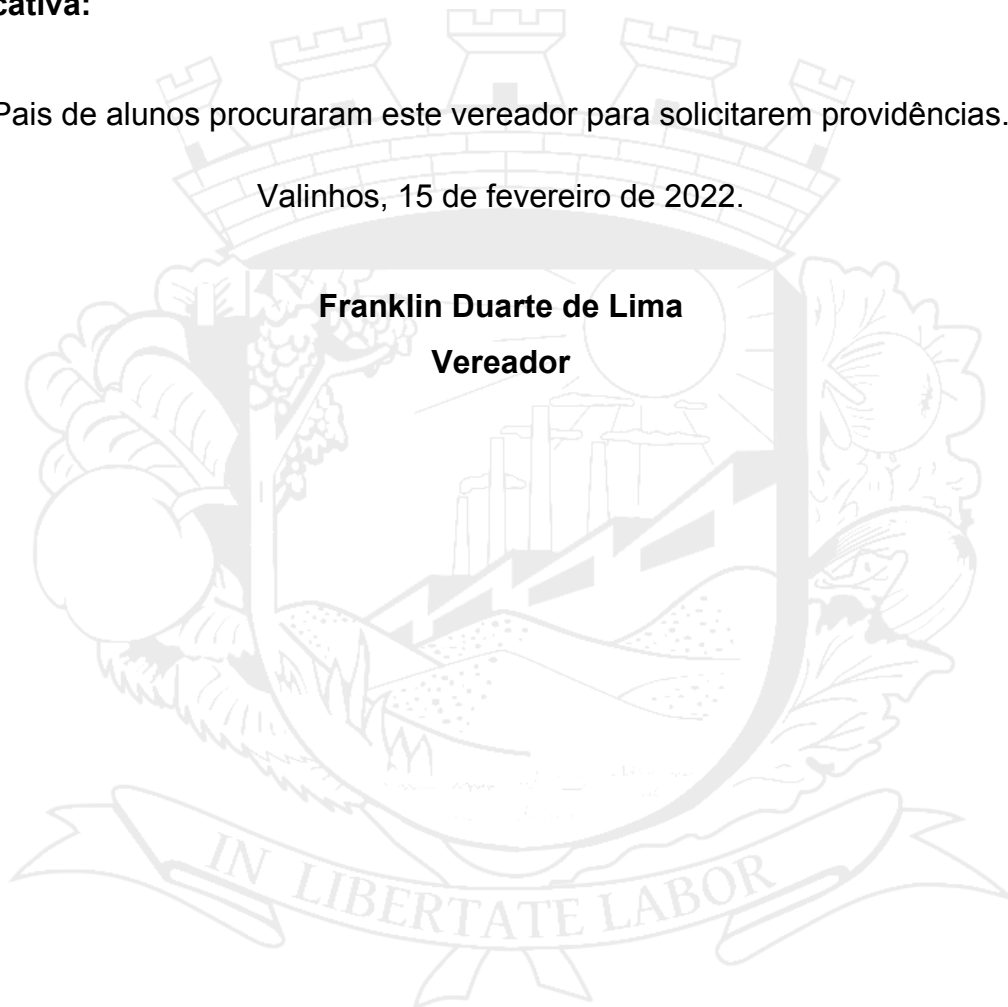 cativa:
Pais de alunos procuraram este vereador para solicitarem providências.
Valinhos, 15 de fevereiro de 2022.
Franklin Duarte de Lima
Vereador
IN LIBERTATE LABOR